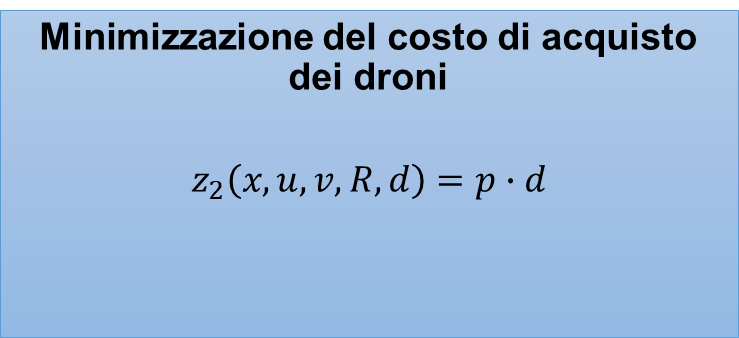 Minimizzazione del costo di acquisto
dei droni
z₂(x, u, v, R, d) = p · d